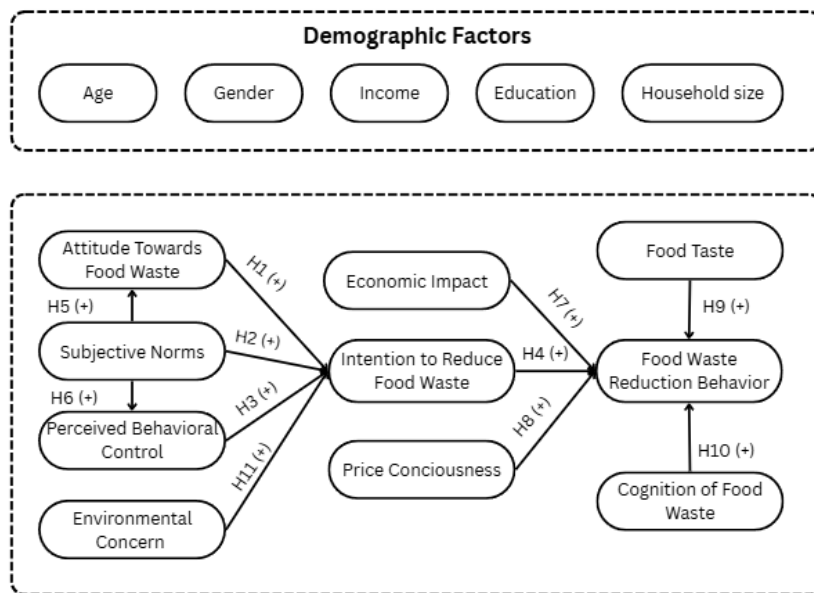 Demographic Factors
Age
Gender
Income
Education
Household size
Attitude Towards
Food Waste
H5 (+)
Subjective Norms
H6 (+)
Perceived Behavioral
Control
Environmental
Concern
H1 (+)
H2 (+)
H3 (+)
H11 (+)
Economic Impact
Intention to Reduce
Food Waste
Price Conciousness
H7 (+)
H4 (+)
H8 (+)
Food Taste
H9 (+)
Food Waste
Reduction Behavior
H10 (+)
Cognition of Food
Waste